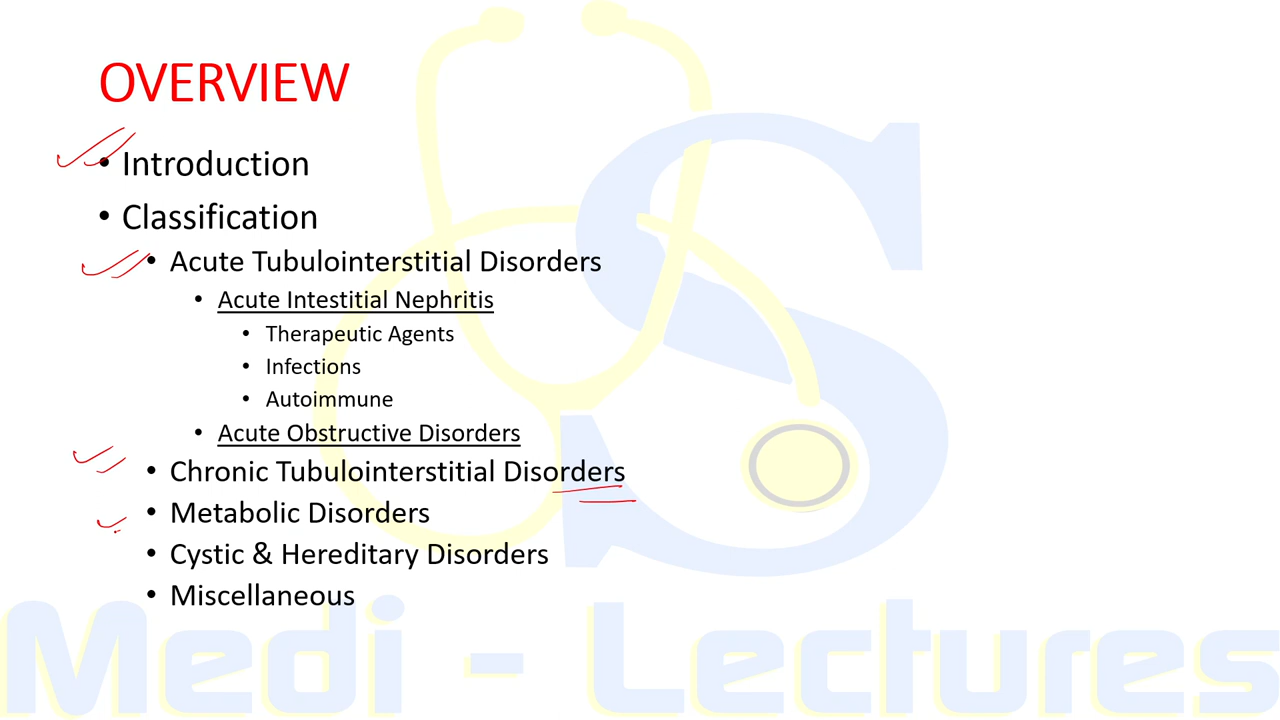 OVERVIEW
• Introduction
• Classification
• Acute Tubulointerstitial Disorders
• Acute Intestitial Nephritis
• Therapeutic Agents
• Infections
• Autoimmune
• Acute Obstructive Disorders
• Chronic Tubulointerstitial Disorders
• Metabolic Disorders
• Cystic & Hereditary Disorders
• Miscellaneous
Medi - Lectures